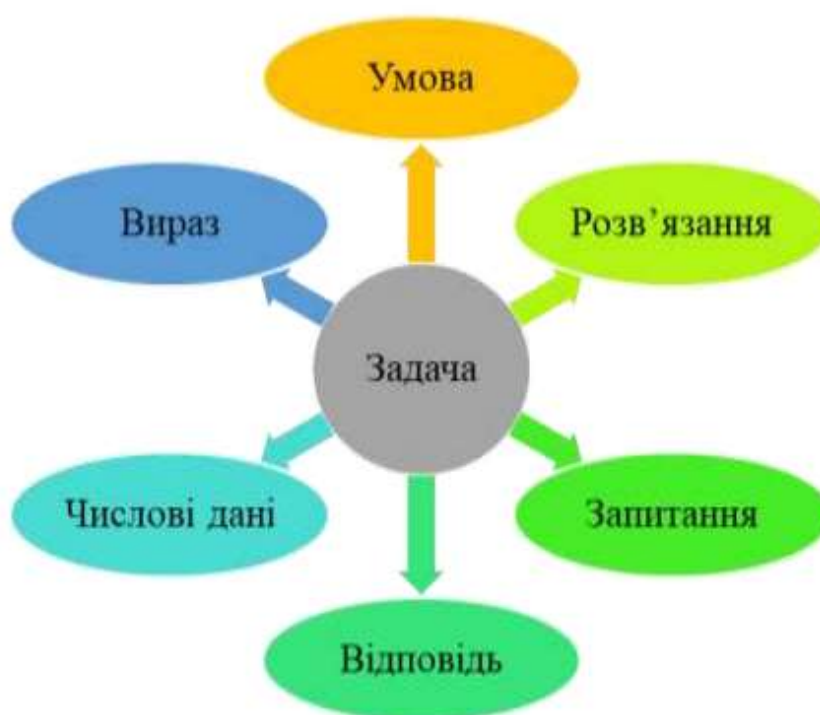 Умова
Вираз
Розв’язання
Задача
Числові дані
Запитання
Відповідь